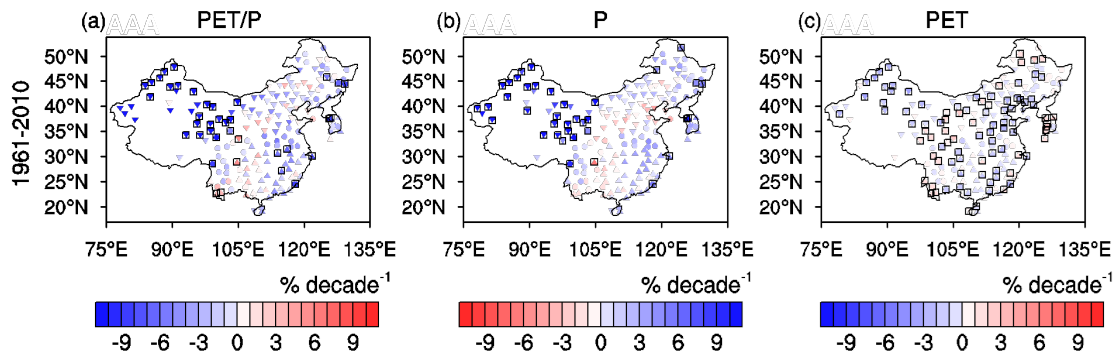 (a) AAA PET/P (b) AAA P (c) AAA PET
1961-2010
50°N 45°N 40°N 35°N 30°N 25°N 20°N
50°N 45°N 40°N 35°N 30°N 25°N 20°N
50°N 45°N 40°N 35°N 30°N 25°N 20°N
75°E 90°E 105°E 120°E 135°E 75°E 90°E 105°E 120°E 135°E 75°E 90°E 105°E 120°E 135°E
% decade⁻¹ % decade⁻¹ % decade⁻¹
-9 -6 -3 0 3 6 9 -9 -6 -3 0 3 6 9 -9 -6 -3 0 3 6 9